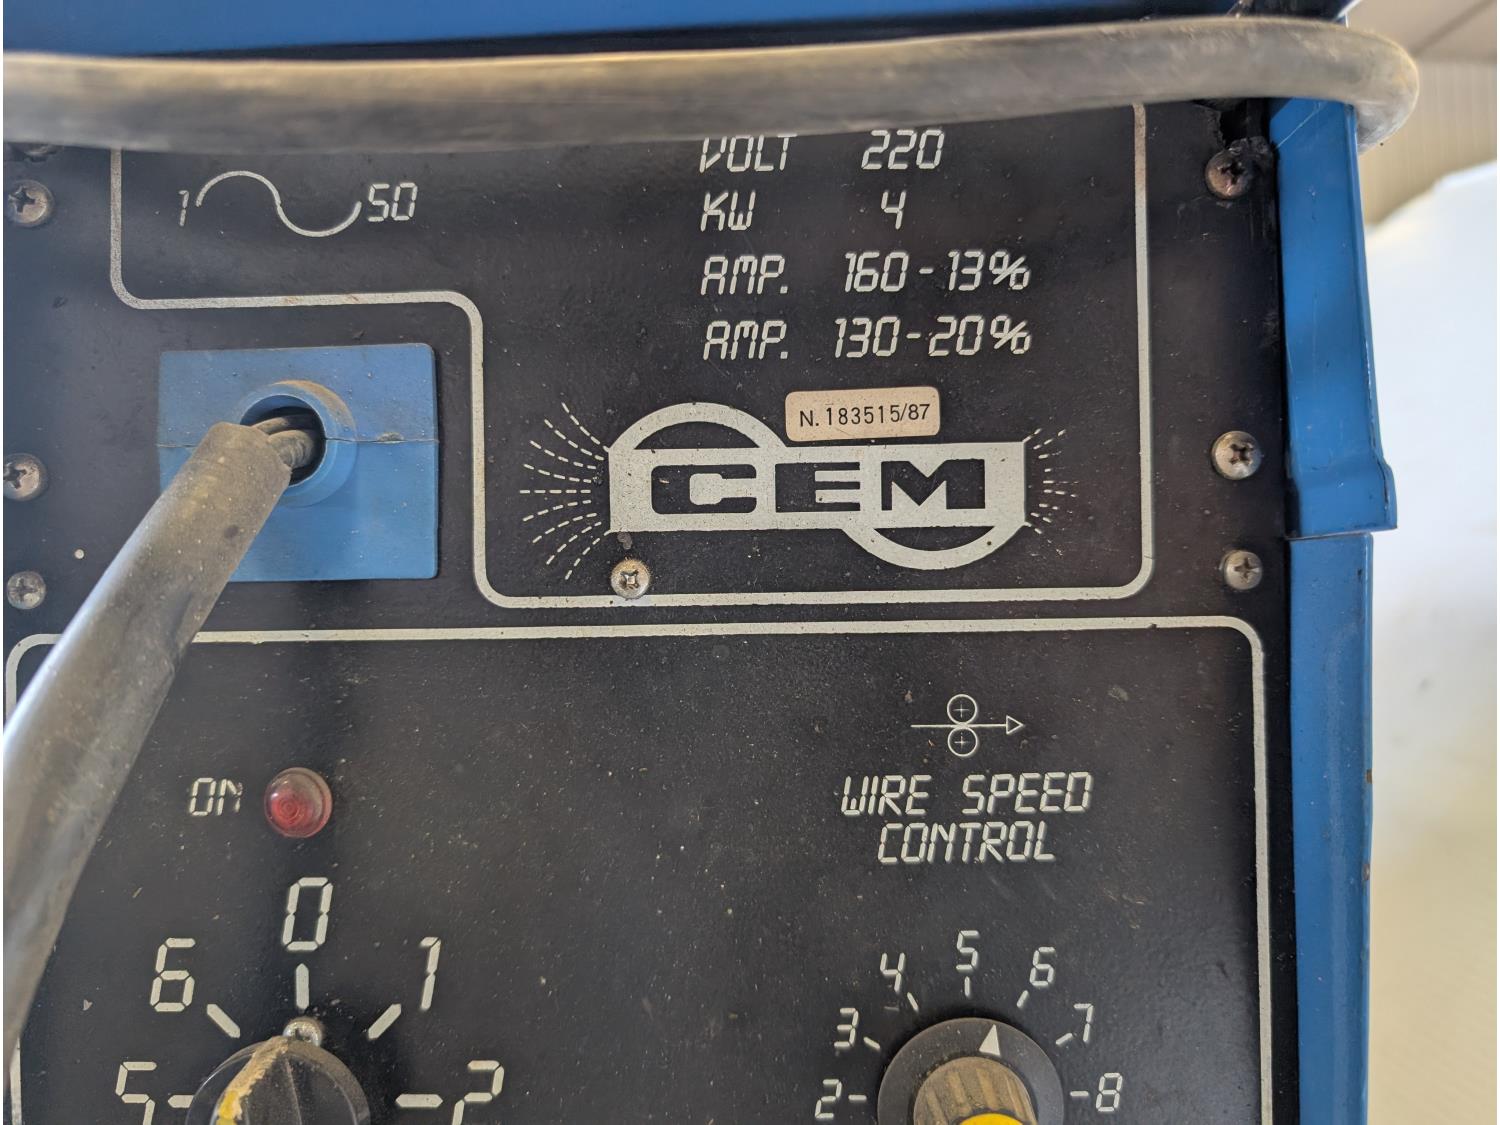 1 50
VOLT 220
KW 4
AMP. 160-13%
AMP. 130-20%
N. 183515/87
CEM
ON
WIRE SPEED
CONTROL
0
6 1
5 2
5
4 6
3 7
2 8